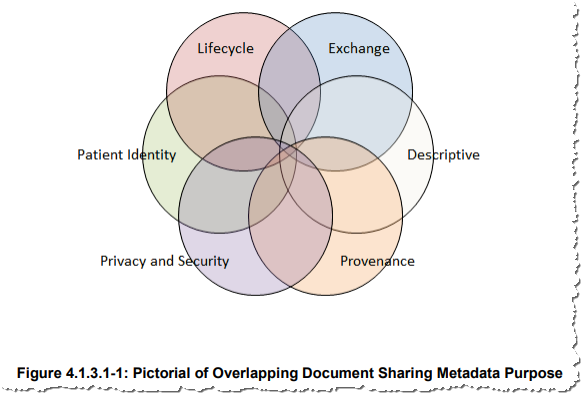 Lifecycle
Exchange
Patient Identity
Descriptive
Privacy and Security
Provenance
Figure 4.1.3.1-1: Pictorial of Overlapping Document Sharing Metadata Purpose